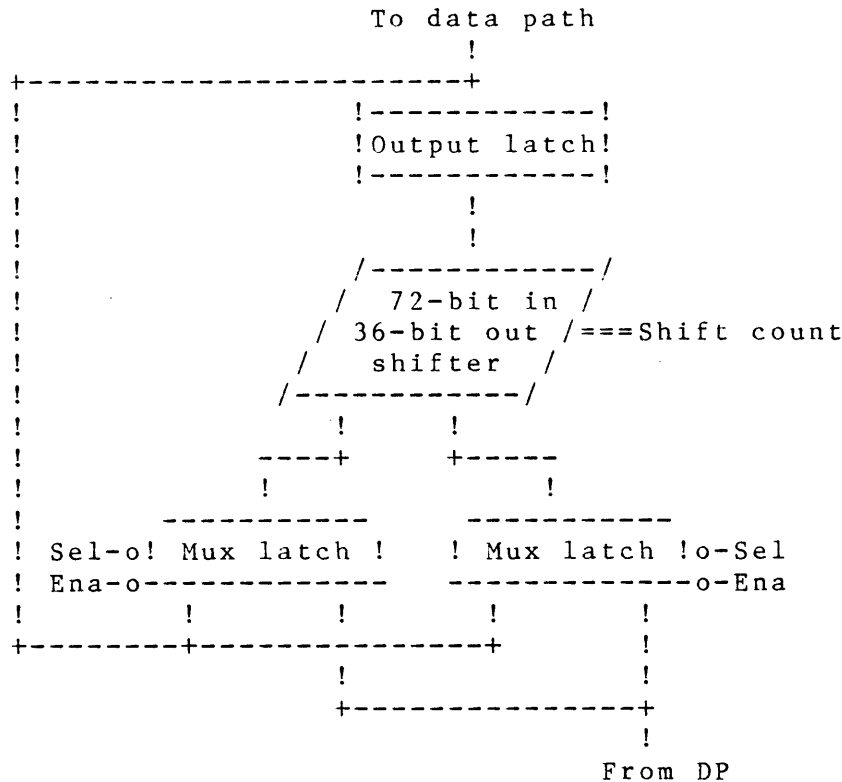 To data path
Output latch
72-bit in
36-bit out ===Shift count
shifter
Sel-o! Mux latch ! ! Mux latch !o-Sel
Ena-o o-Ena
From DP